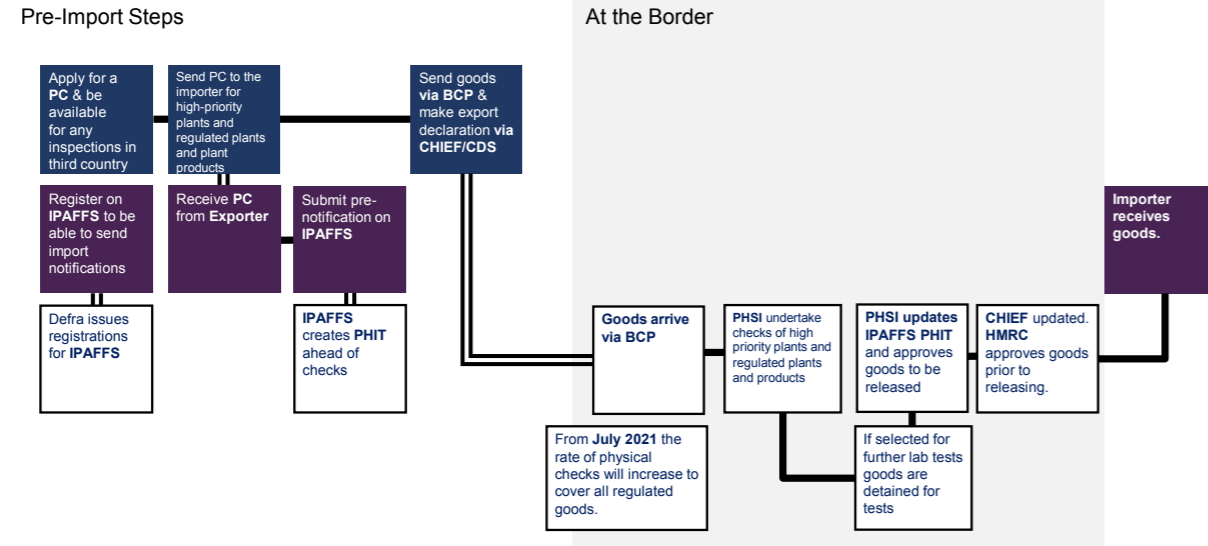 Pre-Import Steps
At the Border
Apply for a
PC & be
available
for any
inspections in
third country
Send PC to the
importer for
high-priority
plants and
regulated plants
and plant
products
Send goods
via BCP &
make export
declaration via
CHIEF/CDS
Register on
IPAFFS to be
able to send
import
notifications
Receive PC
from Exporter
Submit pre-
notification on
IPAFFS
Importer
receives
goods.
Defra issues
registrations
for IPAFFS
IPAFFS
creates PHIT
ahead of
checks
Goods arrive
via BCP
PHSI undertake
checks of high
priority plants and
regulated plants
and products
PHSI updates
IPAFFS PHIT
and approves
goods to be
released
CHIEF updated.
HMRC
approves goods
prior to
releasing.
From July 2021 the
rate of physical
checks will increase to
cover all regulated
goods.
If selected for
further lab tests
goods are
detained for
tests